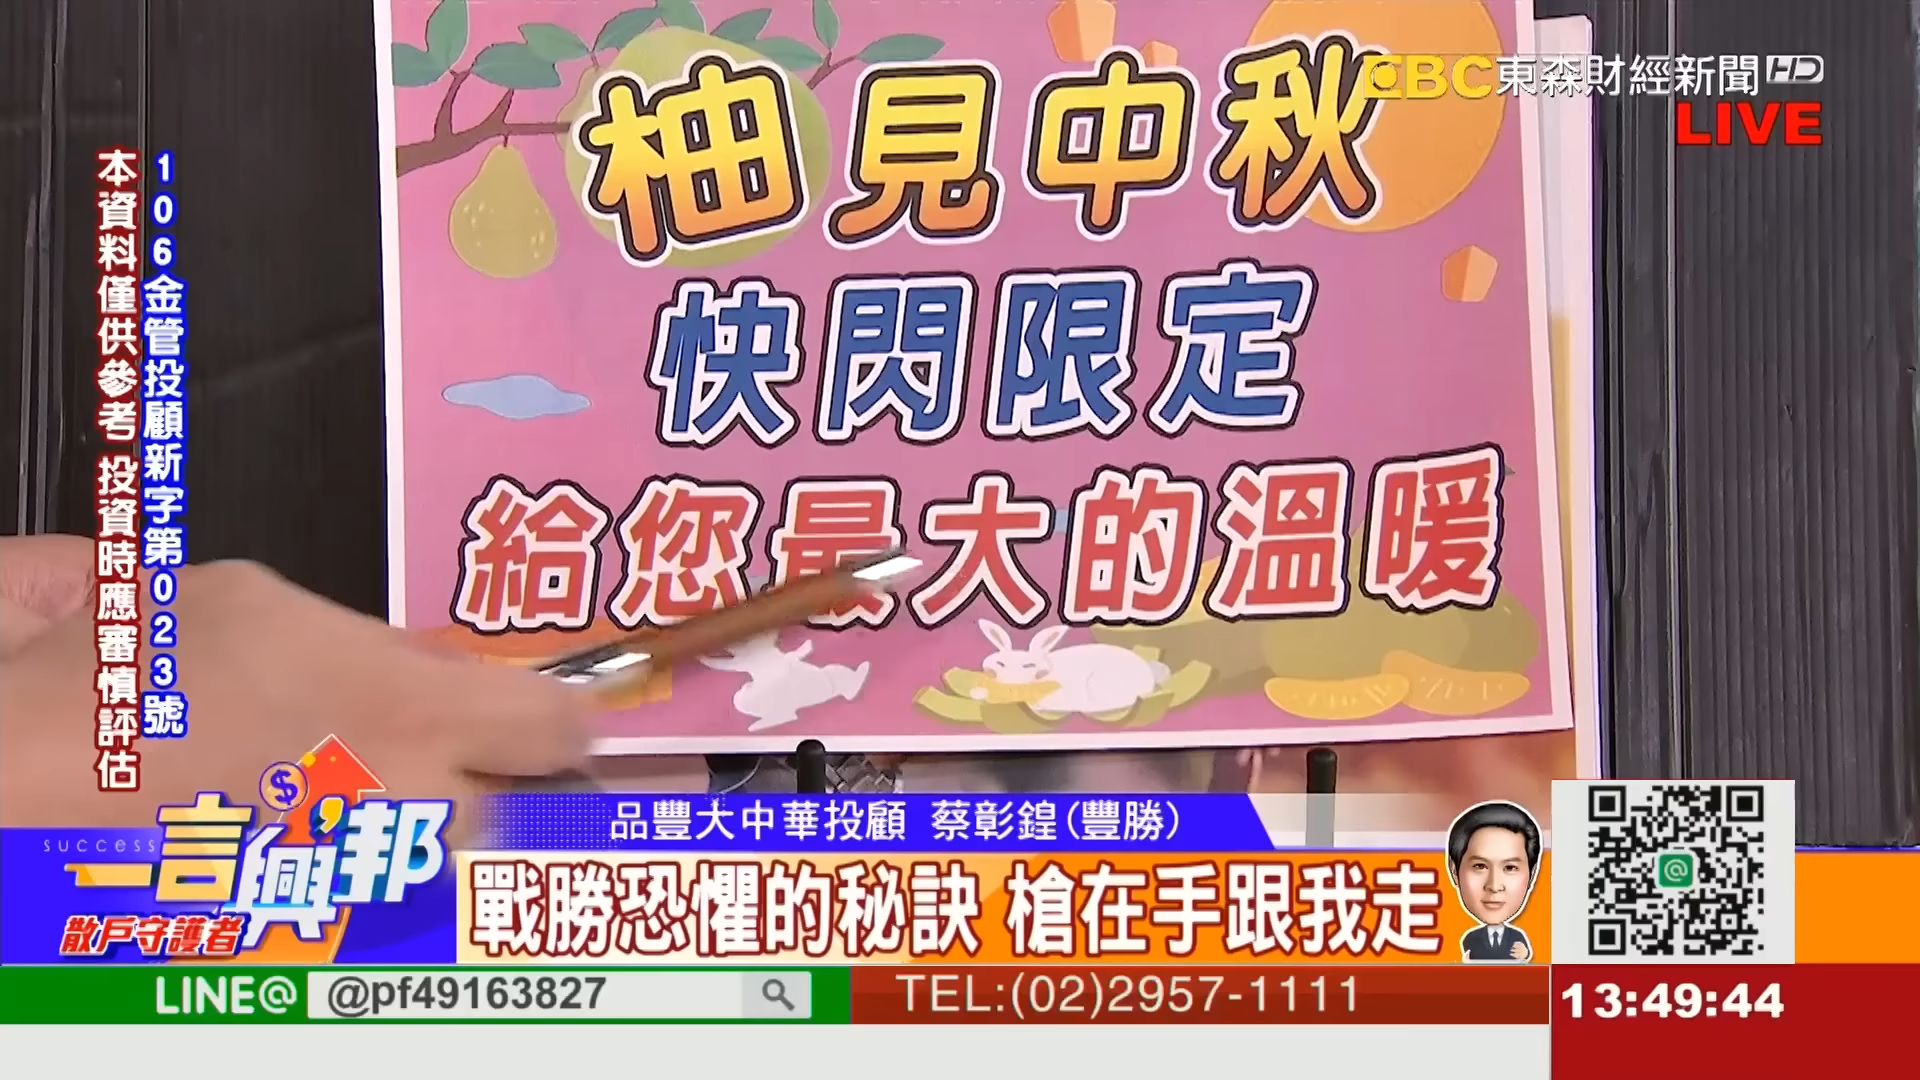 EBC東森財經新聞HD
LIVE
柚見中秋
快閃限定
給您最大的溫暖
106金管投顧新字第023號
本資料僅供參考 投資時應審慎評估
success
一言興邦
散戶守護者
品豐大中華投顧 蔡彰鍠(豐勝)
戰勝恐懼的秘訣 槍在手跟我走
LINE@ @pf49163827
TEL:(02)2957-1111
13:49:44